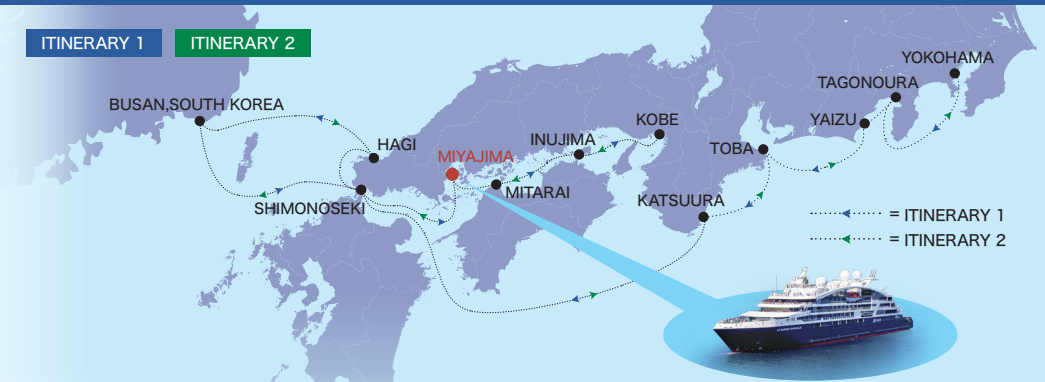 ITINERARY 1
ITINERARY 2
YOKOHAMA
TAGONOURA
BUSAN,SOUTH KOREA
YAIZU
KOBE
INUJIMA
HAGI
TOBA
MIYAJIMA
MITARAI
KATSUURA
SHIMONOSEKI
= ITINERARY 1
= ITINERARY 2